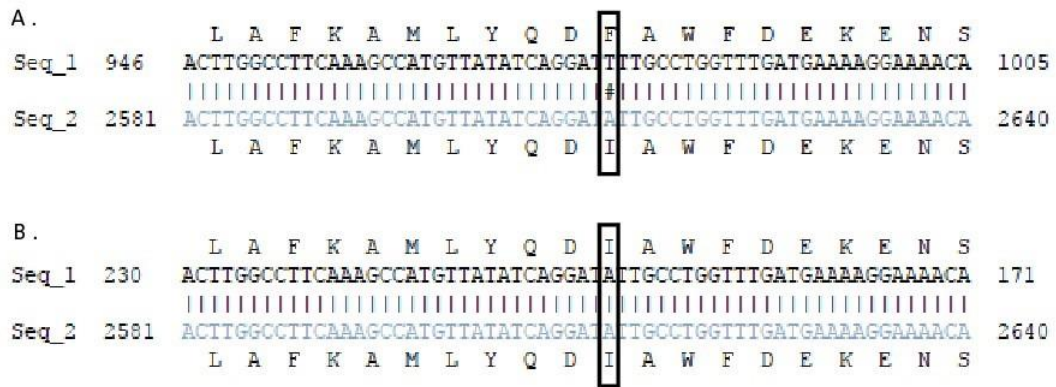 A.
L A F K A M L Y Q D F A W F D E K E N S
Seq_1 946 ACTTGGCCTTCAAAGCCATGTTATATCAGGATTTTGCCTGGTTTGATGAAAAGGAAAACA 1005
||||||||||||||||||||||||||||||||#|||||||||||||||||||||||||||
Seq_2 2581 ACTTGGCCTTCAAAGCCATGTTATATCAGGATATTGCCTGGTTTGATGAAAAGGAAAACA 2640
L A F K A M L Y Q D I A W F D E K E N S
B.
L A F K A M L Y Q D I A W F D E K E N S
Seq_1 230 ACTTGGCCTTCAAAGCCATGTTATATCAGGATATTGCCTGGTTTGATGAAAAGGAAAACA 171
||||||||||||||||||||||||||||||||||||||||||||||||||||||||||||
Seq_2 2581 ACTTGGCCTTCAAAGCCATGTTATATCAGGATATTGCCTGGTTTGATGAAAAGGAAAACA 2640
L A F K A M L Y Q D I A W F D E K E N S